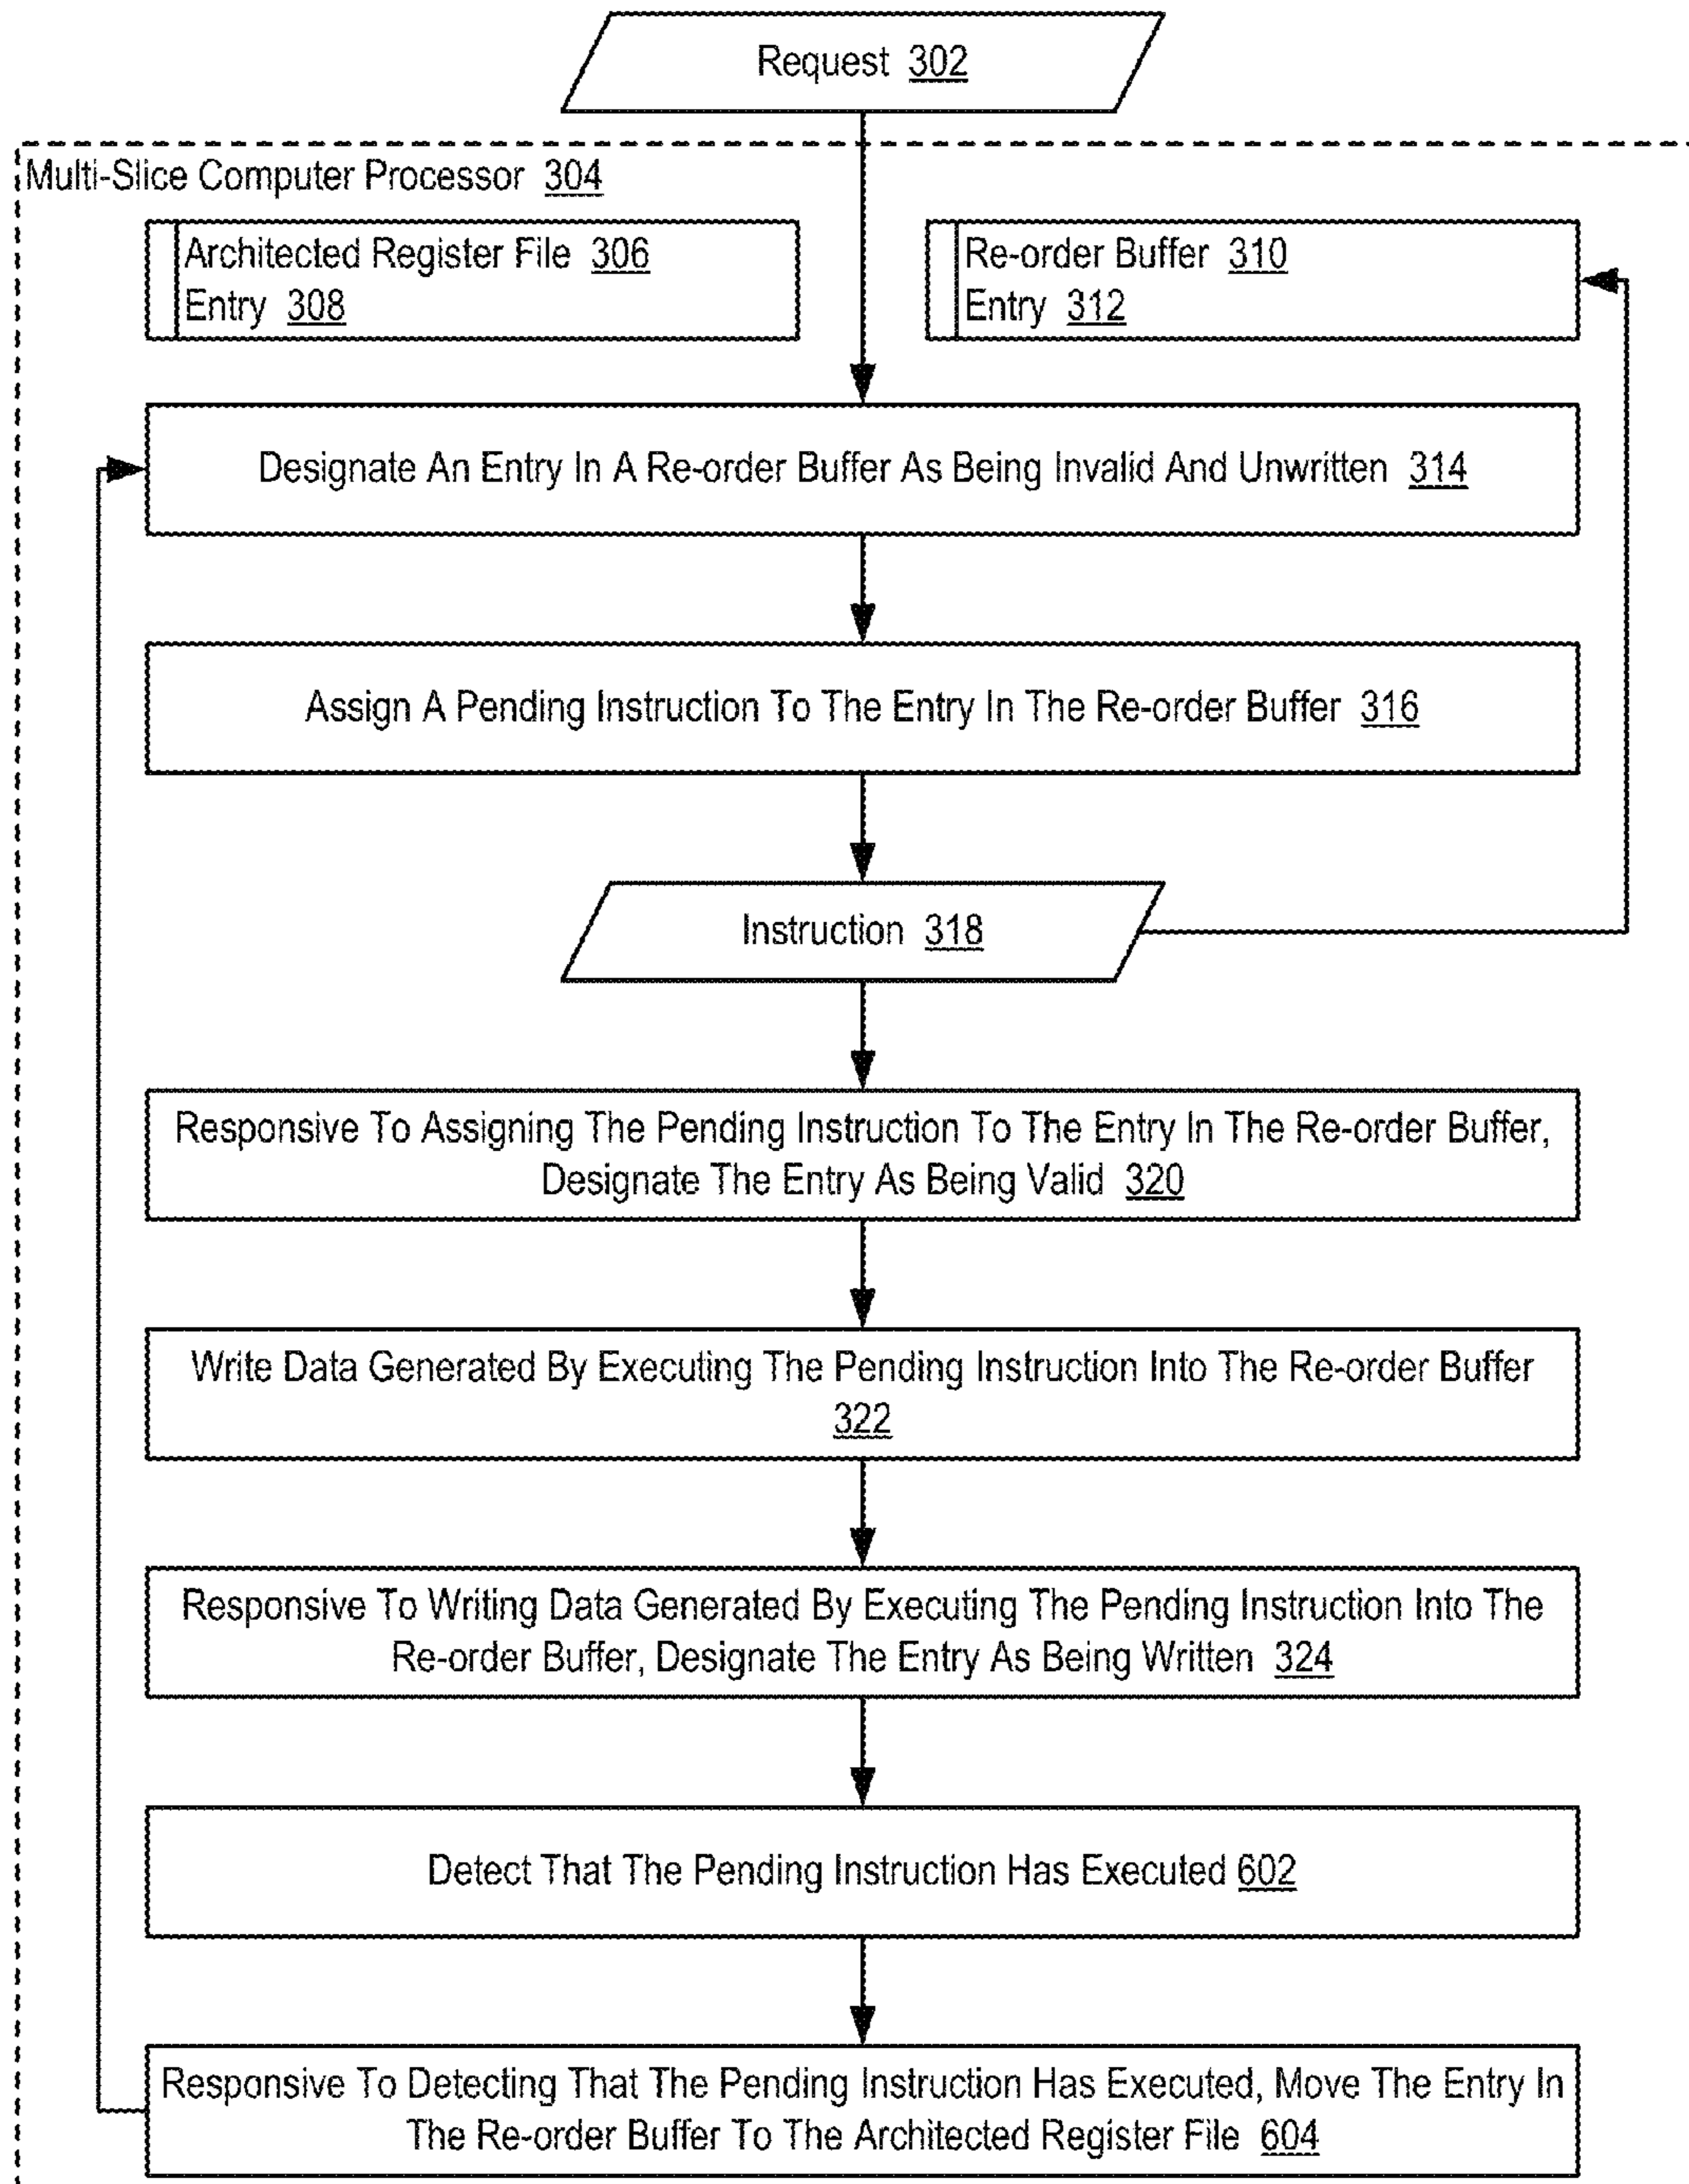 Request 302
Multi-Slice Computer Processor 304
Architected Register File 306
Entry 308
Re-order Buffer 310
Entry 312
Designate An Entry In A Re-order Buffer As Being Invalid And Unwritten 314
Assign A Pending Instruction To The Entry In The Re-order Buffer 316
Instruction 318
Responsive To Assigning The Pending Instruction To The Entry In The Re-order Buffer,
Designate The Entry As Being Valid 320
Write Data Generated By Executing The Pending Instruction Into The Re-order Buffer
322
Responsive To Writing Data Generated By Executing The Pending Instruction Into The
Re-order Buffer, Designate The Entry As Being Written 324
Detect That The Pending Instruction Has Executed 602
Responsive To Detecting That The Pending Instruction Has Executed, Move The Entry In
The Re-order Buffer To The Architected Register File 604